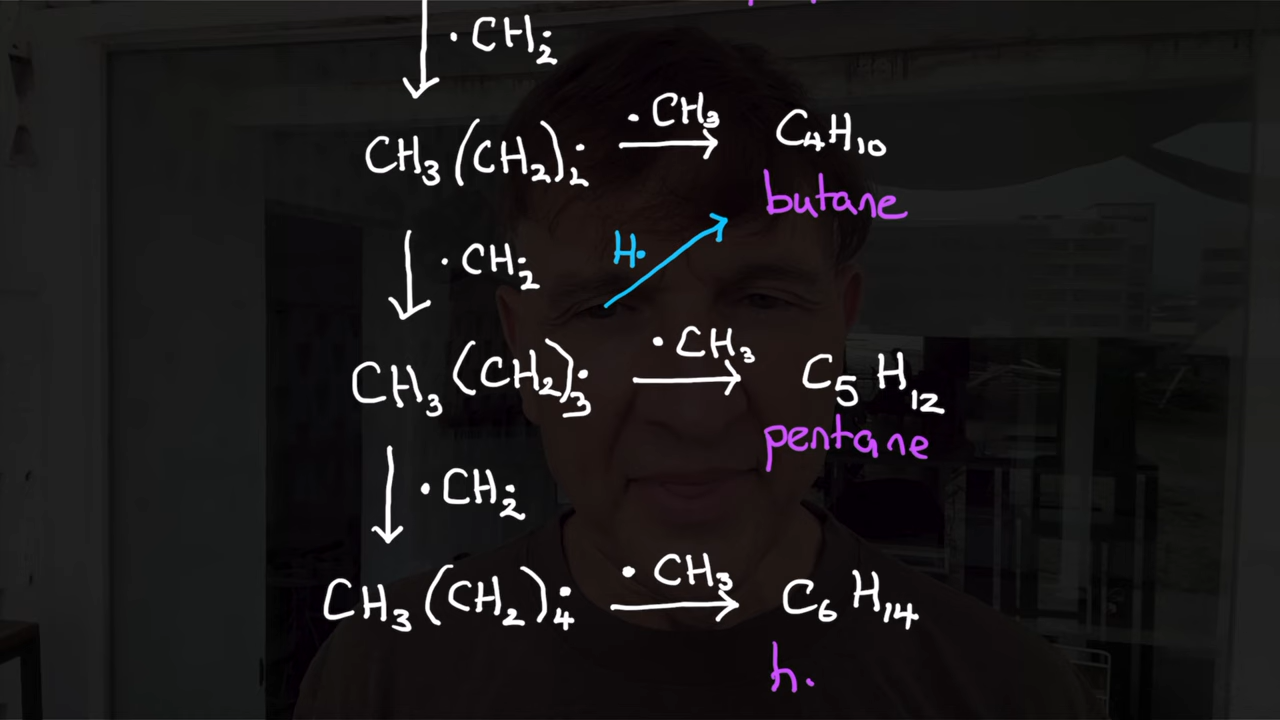 ·CH₂·
CH₃(CH₂)₂· ·CH₃ C₄H₁₀
butane
·CH₂· H·
CH₃(CH₂)₃· ·CH₃ C₅H₁₂
pentane
·CH₂·
CH₃(CH₂)₄· ·CH₃ C₆H₁₄
h.